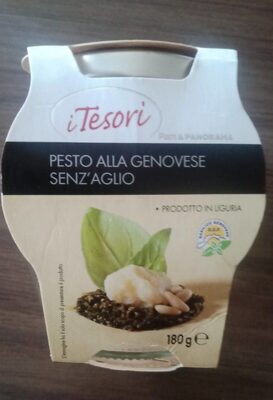 i Tesori
PAM & PANORAMA
PESTO ALLA GENOVESE
SENZ'AGLIO
• PRODOTTO IN LIGURIA
180g ℮